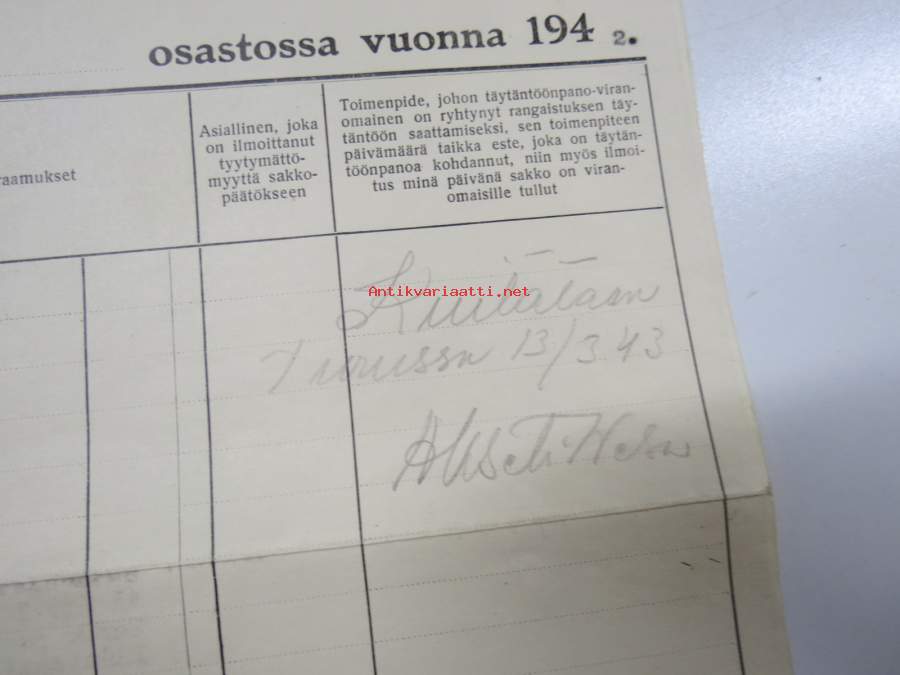 osastossa vuonna 1942.
raamukset
Asiallinen, joka
on ilmoittanut
tyytymättö-
myyttä sakko-
päätökseen
Toimenpide, johon täytäntöönpano-viran-
omainen on ryhtynyt rangaistuksen täy-
täntöön saattamiseksi, sen toimenpiteen
päivämäärä taikka este, joka on täytän-
töönpanoa kohdannut, niin myös ilmoi-
tus minä päivänä sakko on viran-
omaisille tullut
Antikvariaatti.net
Kuitataan
13/3 43